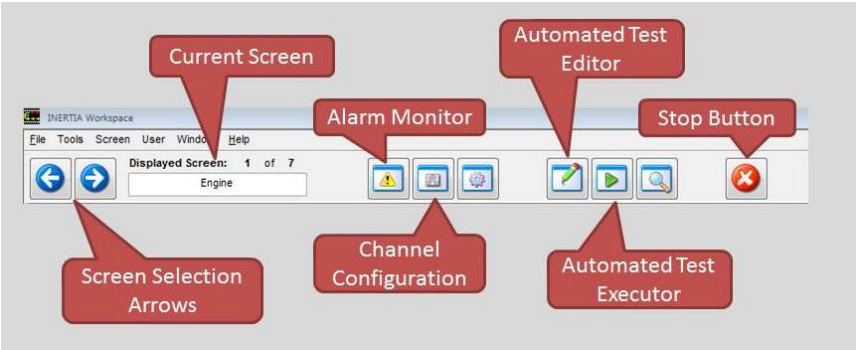 Current Screen
Automated Test
Editor
Alarm Monitor
Stop Button
INERTIA Workspace
File Tools Screen User Windo Help
Displayed Screen: 1 of 7
Engine
Screen Selection
Arrows
Channel
Configuration
Automated Test
Executor